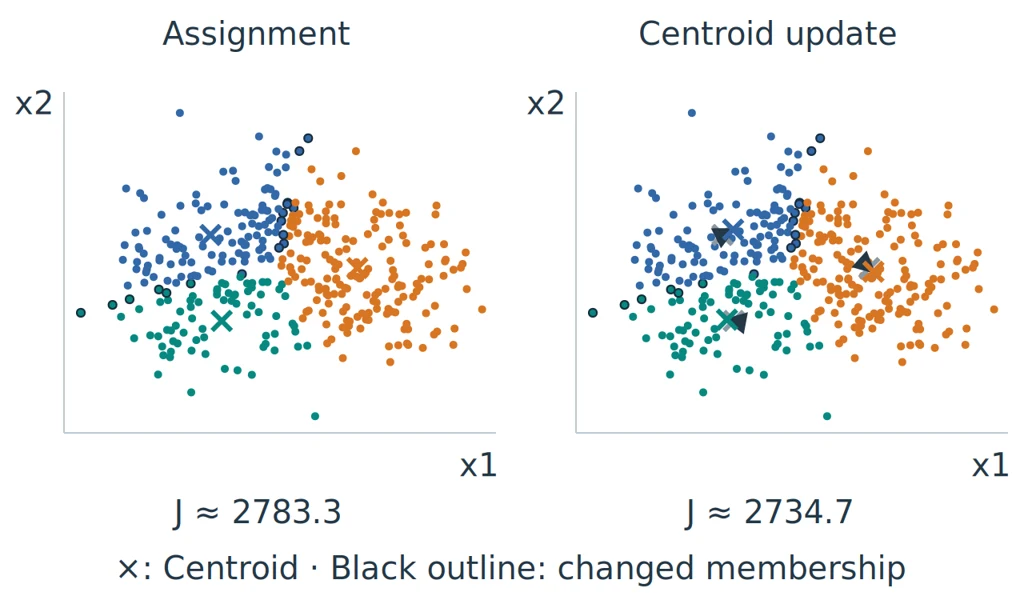 Assignment
Centroid update
x2
x2
x1
x1
J ≈ 2783.3
J ≈ 2734.7
×: Centroid · Black outline: changed membership